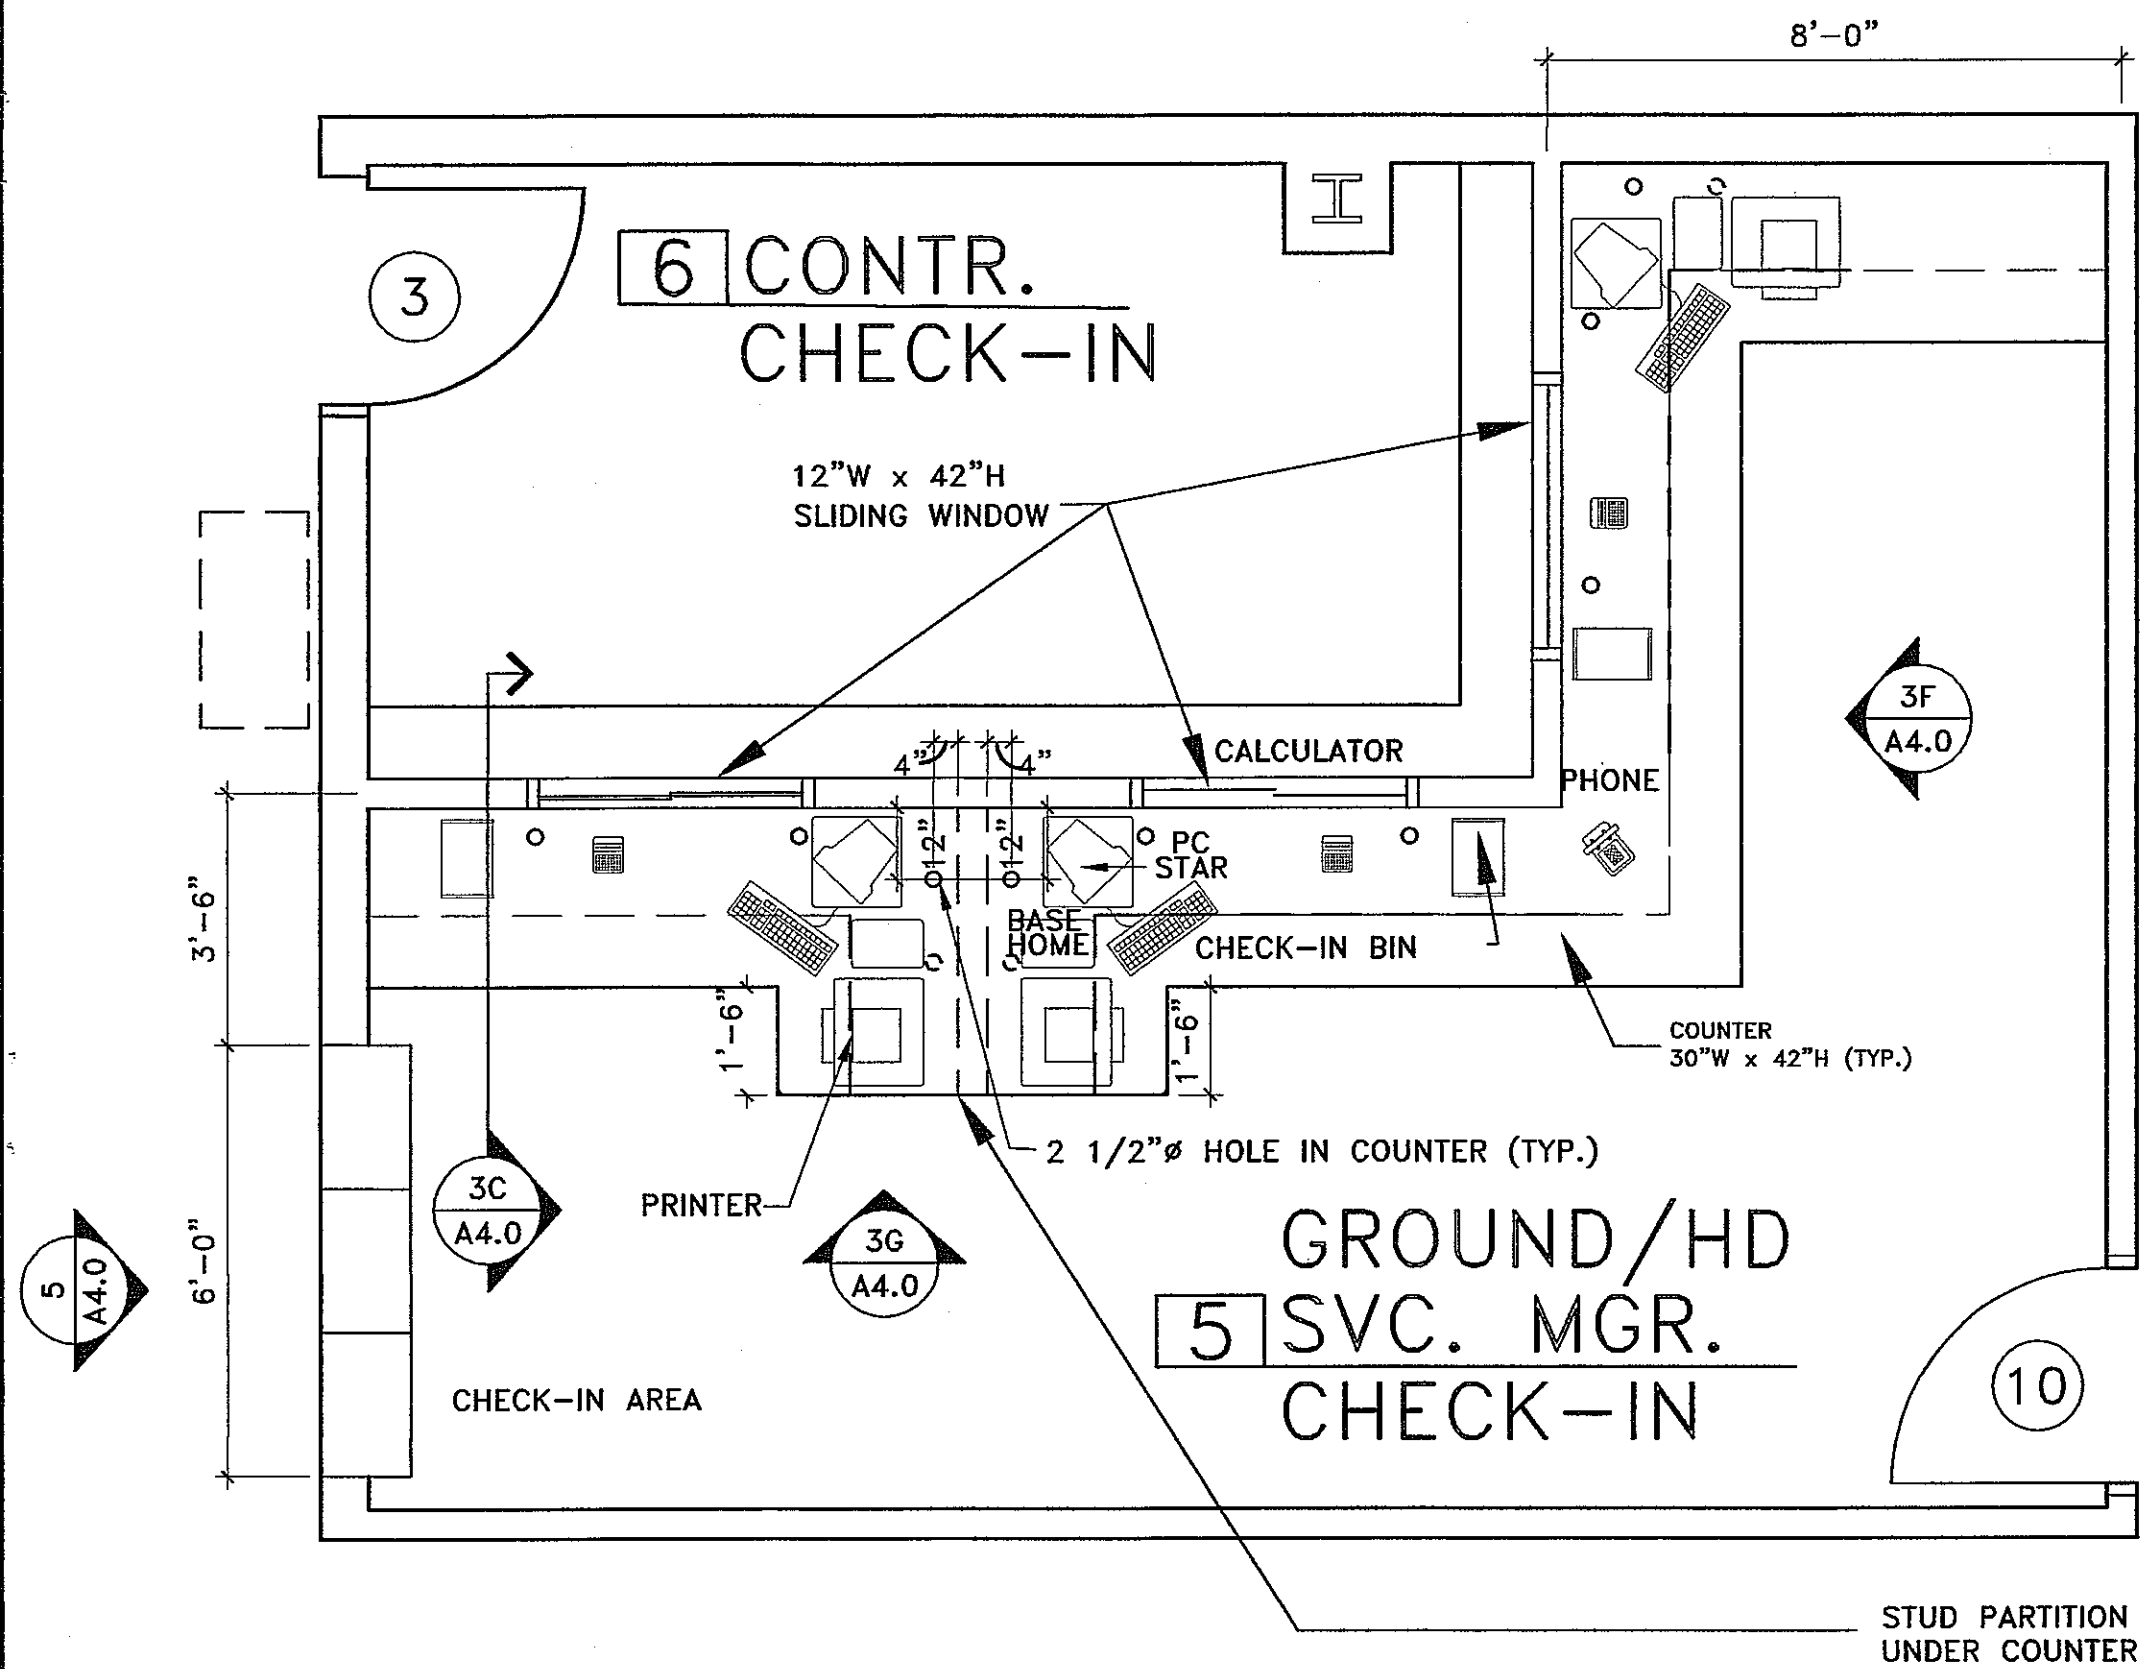 8'-0"
6 CONTR.
CHECK-IN
3
12"W x 42"H
SLIDING WINDOW
3F
A4.0
4"
4"
CALCULATOR
PHONE
12"
12"
PC
STAR
3'-6"
BASE
HOME
CHECK-IN BIN
1'-6"
1'-6"
COUNTER
30"W x 42"H (TYP.)
2 1/2"ø HOLE IN COUNTER (TYP.)
3C
A4.0
PRINTER
3G
A4.0
6'-0"
5
A4.0
GROUND/HD
5 SVC. MGR.
CHECK-IN
10
CHECK-IN AREA
STUD PARTITION
UNDER COUNTER